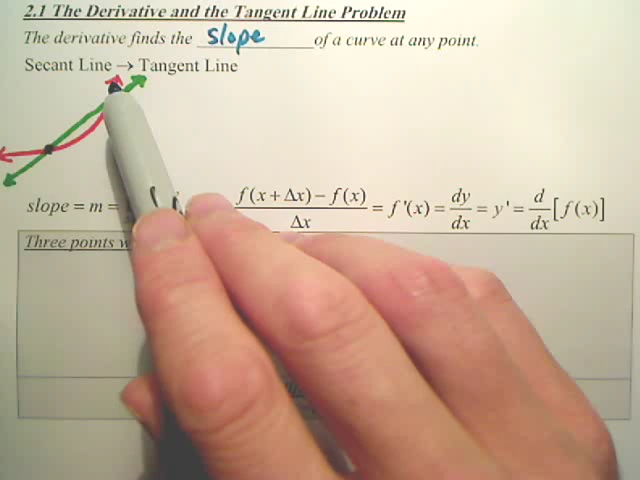 2.1 The Derivative and the Tangent Line Problem
The derivative finds the slope of a curve at any point.
Secant Line → Tangent Line
slope = m = f(x + Δx) − f(x) / Δx = f'(x) = dy/dx = y' = d/dx [f(x)]
Three points